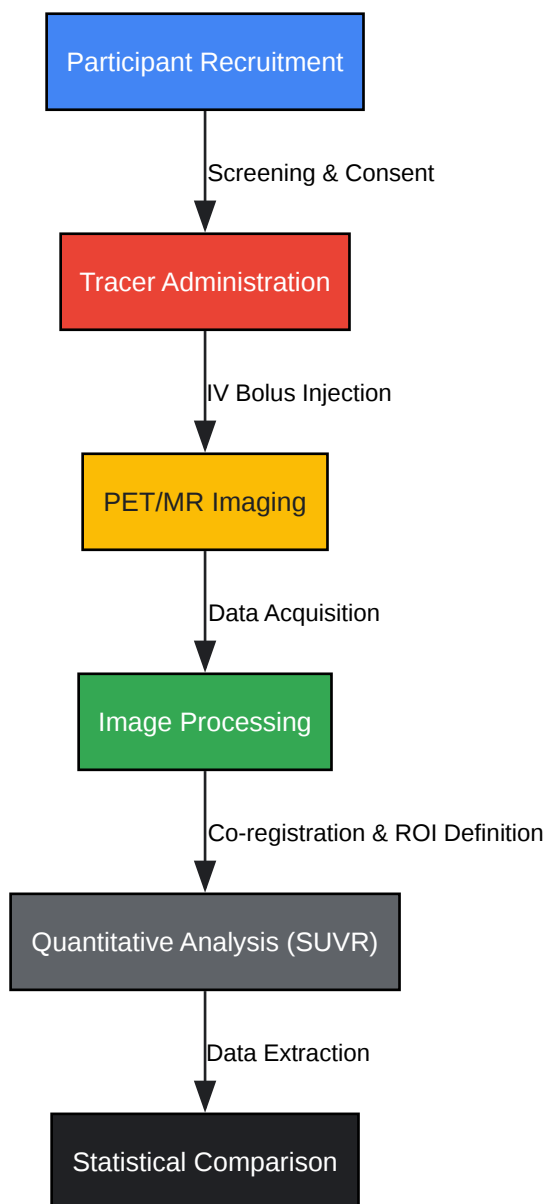 Participant Recruitment
Screening & Consent
Tracer Administration
IV Bolus Injection
PET/MR Imaging
Data Acquisition
Image Processing
Co-registration & ROI Definition
Quantitative Analysis (SUVR)
Data Extraction
Statistical Comparison